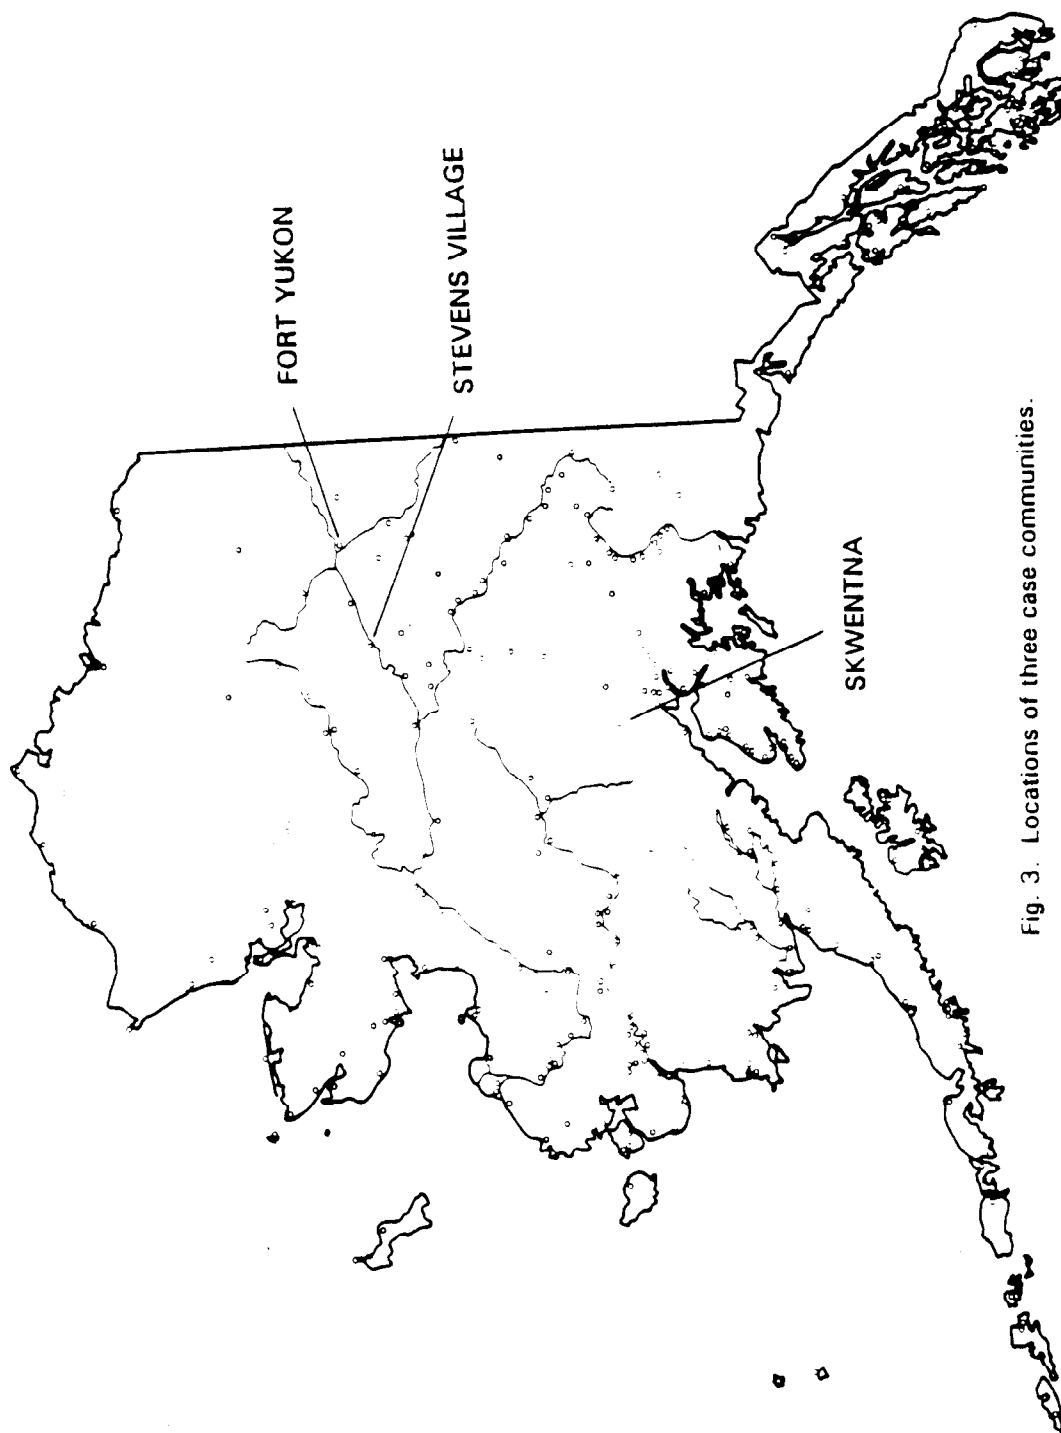 FORT YUKON
STEVENS VILLAGE
SKWENTNA
Fig. 3. Locations of three case communities.